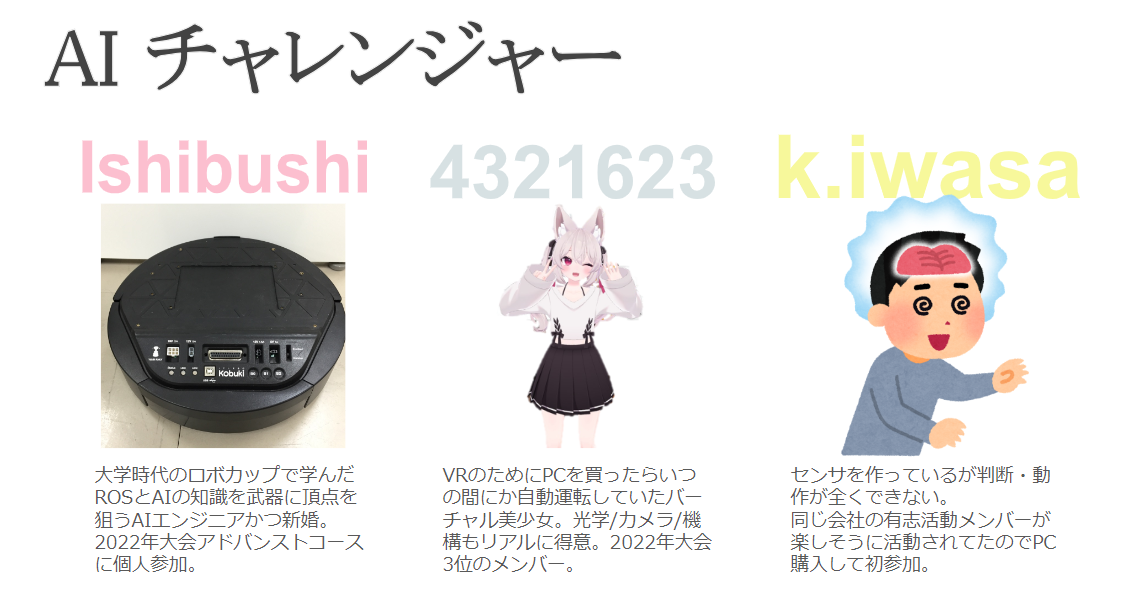 AI チャレンジャー
Ishibushi
4321623
k.iwasa
Kobuki
大学時代のロボカップで学んだ
ROSとAIの知識を武器に頂点を
狙うAIエンジニアかつ新婚。
2022年大会アドバンストコース
に個人参加。
VRのためにPCを買ったらいつ
の間にか自動運転していたバー
チャル美少女。光学/カメラ/機
構もリアルに得意。2022年大会
3位のメンバー。
センサを作っているが判断・動
作が全くできない。
同じ会社の有志活動メンバーが
楽しそうに活動されてたのでPC
購入して初参加。